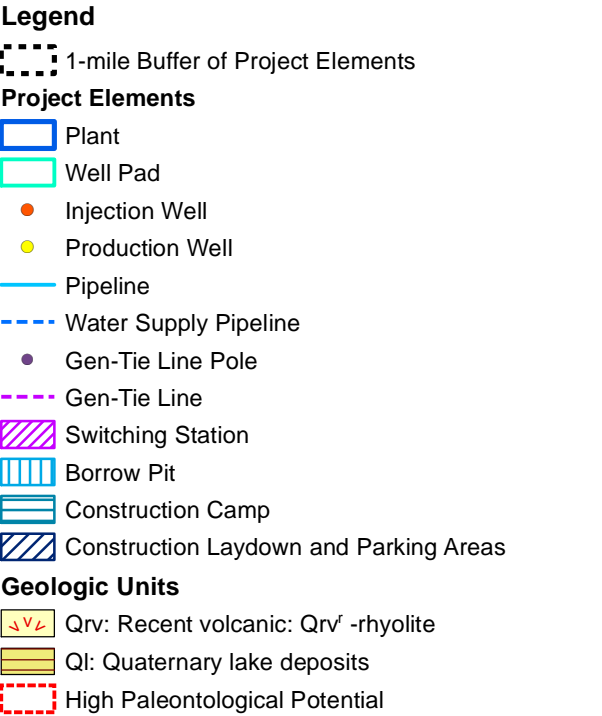 Legend
1-mile Buffer of Project Elements
Project Elements
Plant
Well Pad
Injection Well
Production Well
Pipeline
Water Supply Pipeline
Gen-Tie Line Pole
Gen-Tie Line
Switching Station
Borrow Pit
Construction Camp
Construction Laydown and Parking Areas
Geologic Units
Qrv: Recent volcanic: Qrvʳ -rhyolite
Ql: Quaternary lake deposits
High Paleontological Potential